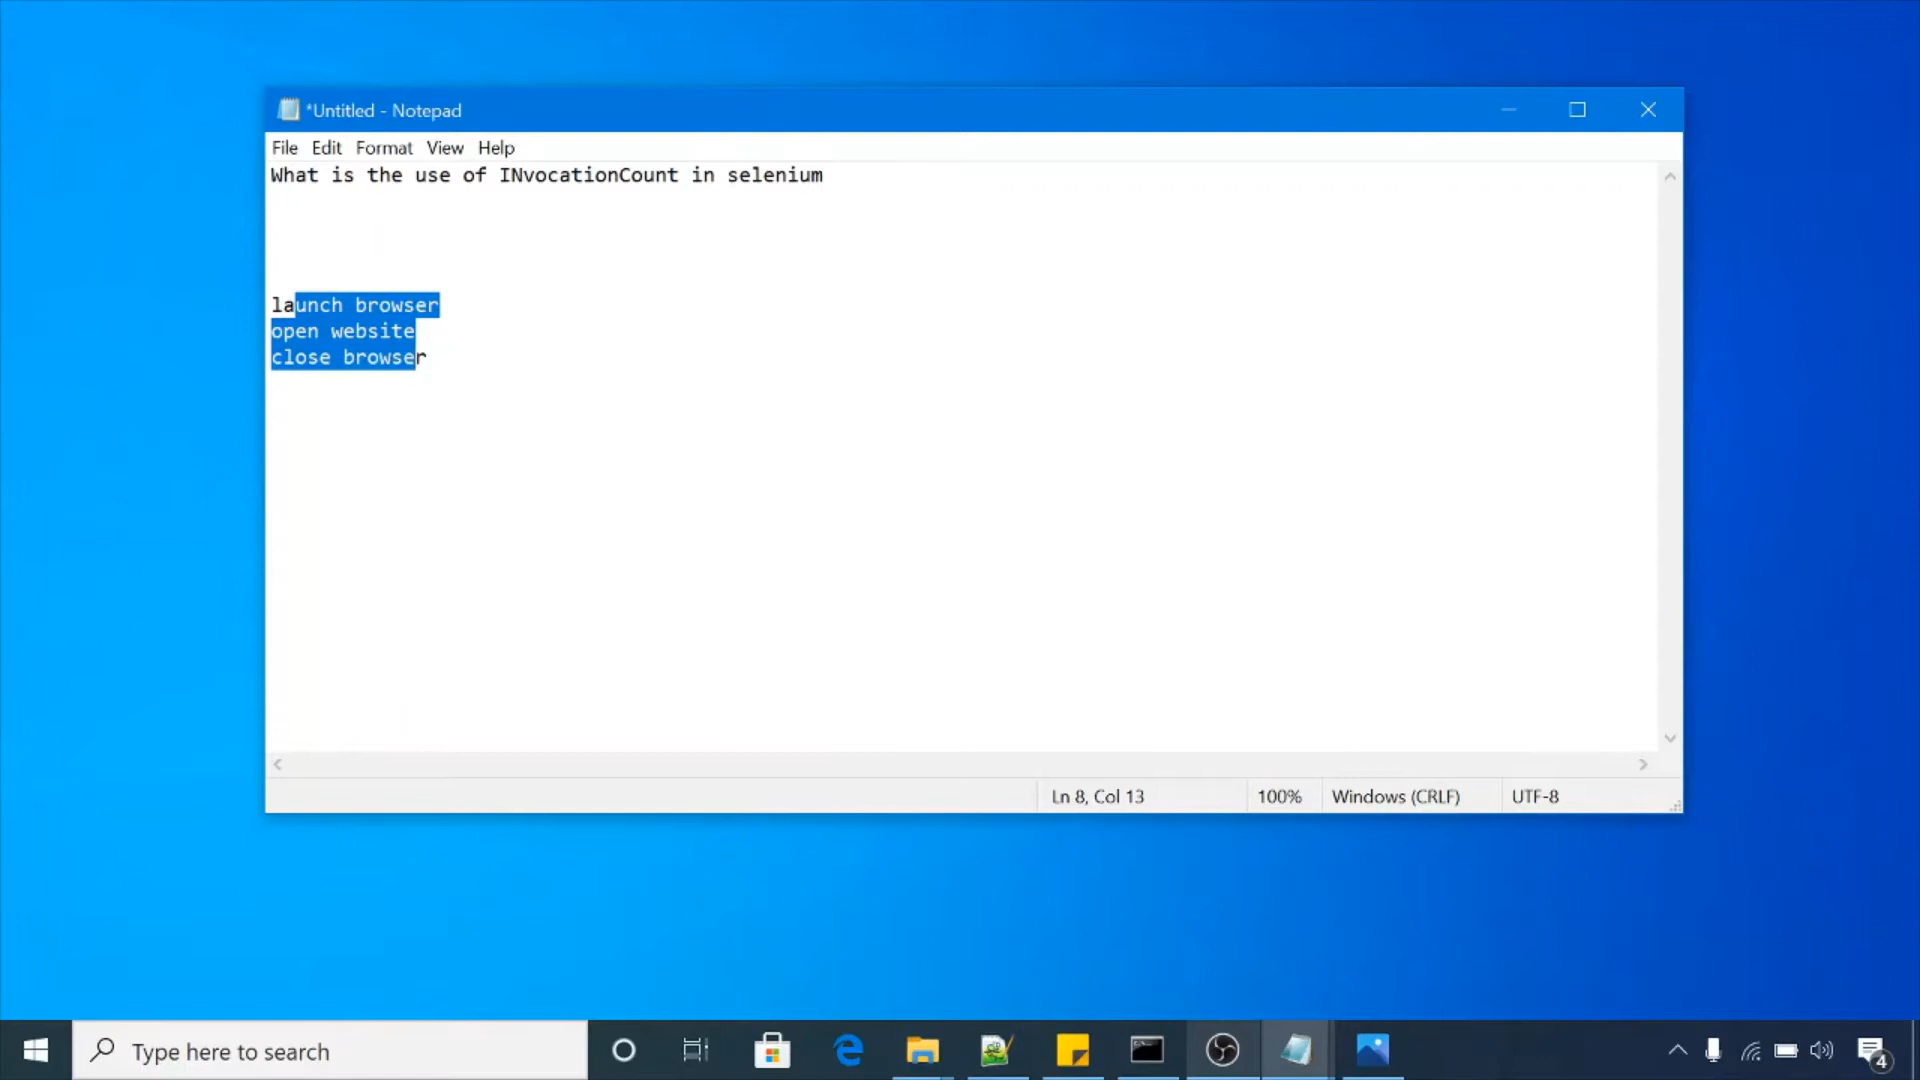 *Untitled - Notepad
File Edit Format View Help
What is the use of INvocationCount in selenium
launch browser
open website
close browser
Ln 8, Col 13 100% Windows (CRLF) UTF-8
Type here to search
4